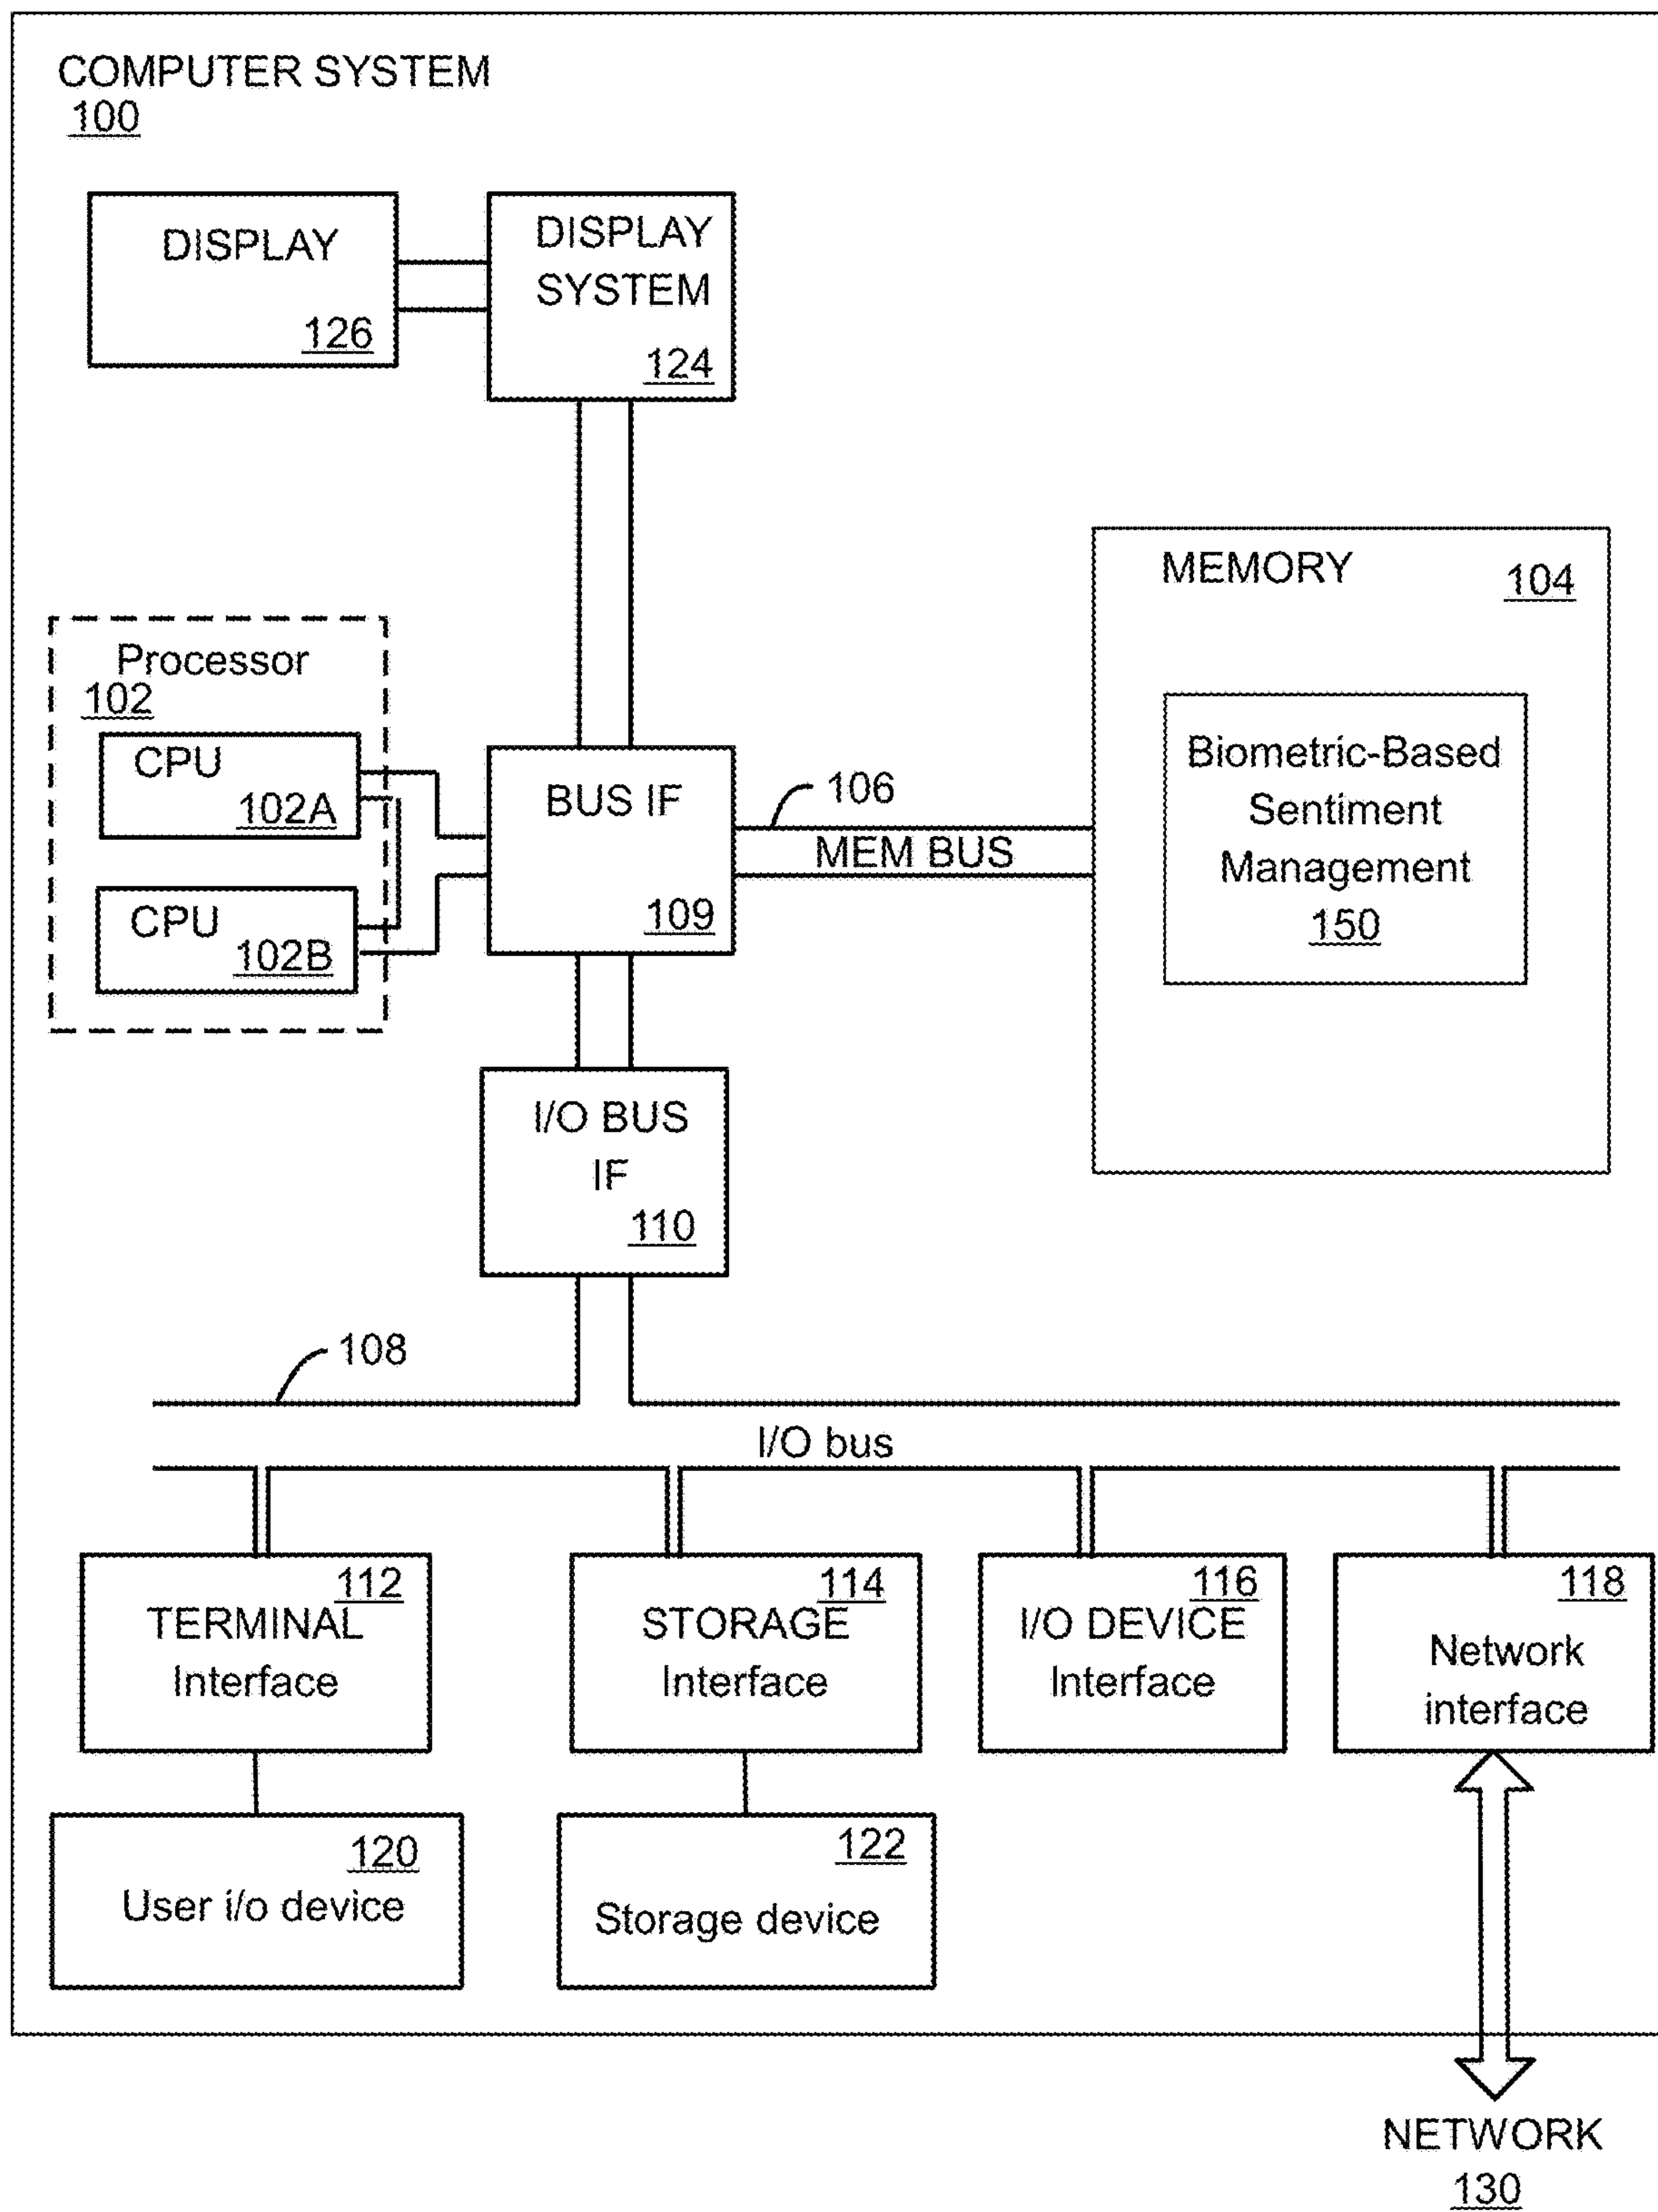 COMPUTER SYSTEM
100
DISPLAY
126
DISPLAY
SYSTEM
124
MEMORY
104
Processor
102
CPU
102A
CPU
102B
BUS IF
109
106
MEM BUS
Biometric-Based
Sentiment
Management
150
I/O BUS
IF
110
108
I/O bus
112
TERMINAL
Interface
114
STORAGE
Interface
116
I/O DEVICE
Interface
118
Network
interface
120
User i/o device
122
Storage device
NETWORK
130